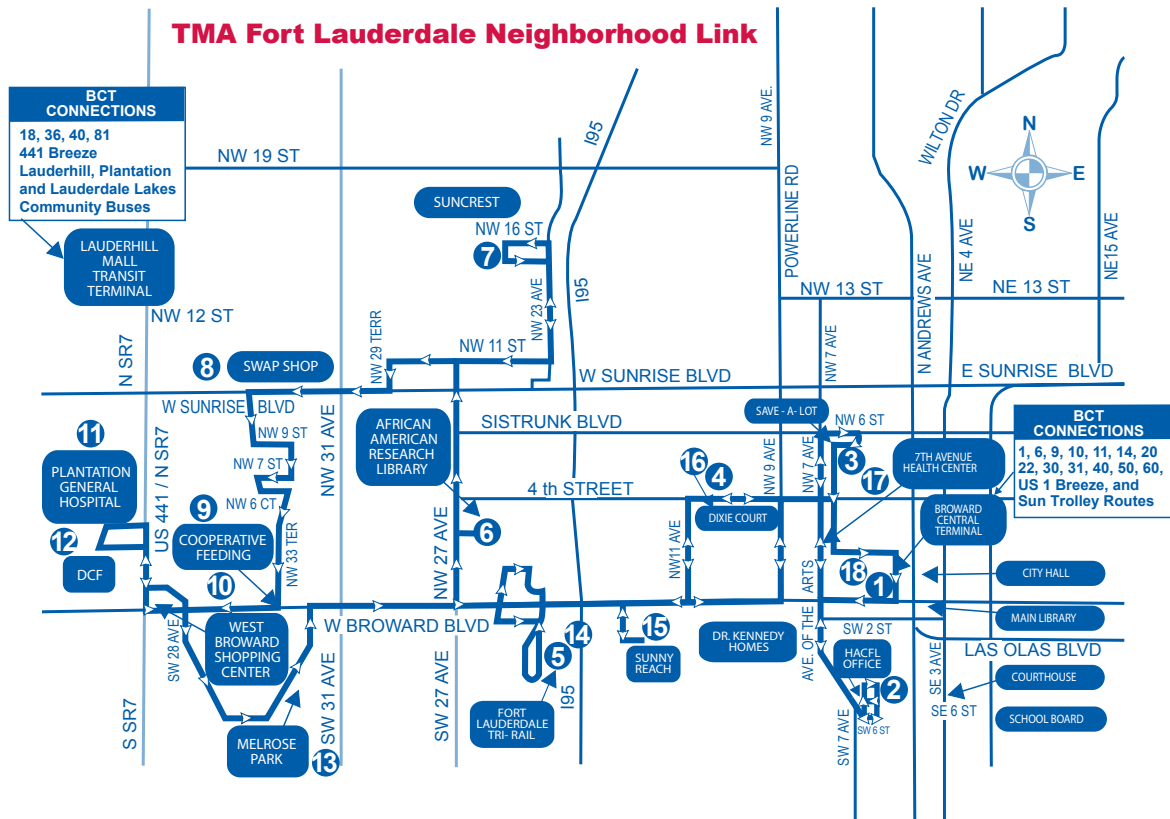 TMA Fort Lauderdale Neighborhood Link
BCT
CONNECTIONS
18, 36, 40, 81
441 Breeze
Lauderhill, Plantation
and Lauderdale Lakes
Community Buses
LAUDERHILL
MALL
TRANSIT
TERMINAL
NW 19 ST
I95
NW 9 AVE.
POWERLINE RD
WILTON DR
N
W
E
S
SUNCREST
NW 16 ST
7
NW 23 AVE
I95
NE 4 AVE
NE15 AVE
N ANDREWS AVE
NW 13 ST
NE 13 ST
NW 12 ST
N SR7
NW 29 TERR
NW 11 ST
NW 7 AVE
8
SWAP SHOP
W SUNRISE BLVD
E SUNRISE BLVD
W SUNRISE BLVD
NW 31 AVE
AFRICAN
AMERICAN
RESEARCH
LIBRARY
SISTRUNK BLVD
SAVE - A- LOT
NW 6 ST
BCT
CONNECTIONS
1, 6, 9, 10, 11, 14, 20
22, 30, 31, 40, 50, 60,
US 1 Breeze, and
Sun Trolley Routes
NW 9 ST
11
PLANTATION
GENERAL
HOSPITAL
US 441 / N SR7
NW 7 ST
NW 6 CT
16
4
NW 9 AVE
NW 7 AVE
3
17
7TH AVENUE
HEALTH CENTER
4 th STREET
DIXIE COURT
BROWARD
CENTRAL
TERMINAL
9
COOPERATIVE
FEEDING
NW 33 TER
6
NW 27 AVE
NW11 AVE
12
DCF
10
18
1
CITY HALL
AVE. OF THE ARTS
MAIN LIBRARY
W BROWARD BLVD
WEST
BROWARD
SHOPPING
CENTER
SW 28 AVE
5
14
15
SUNNY
REACH
DR. KENNEDY
HOMES
SW 2 ST
LAS OLAS BLVD
HACFL
OFFICE
2
SE 3 AVE
COURTHOUSE
SE 6 ST
SCHOOL BOARD
SW 6 ST
SW 7 AVE
S SR7
MELROSE
PARK
13
SW 31 AVE
SW 27 AVE
FORT
LAUDERDALE
TRI- RAIL
I95